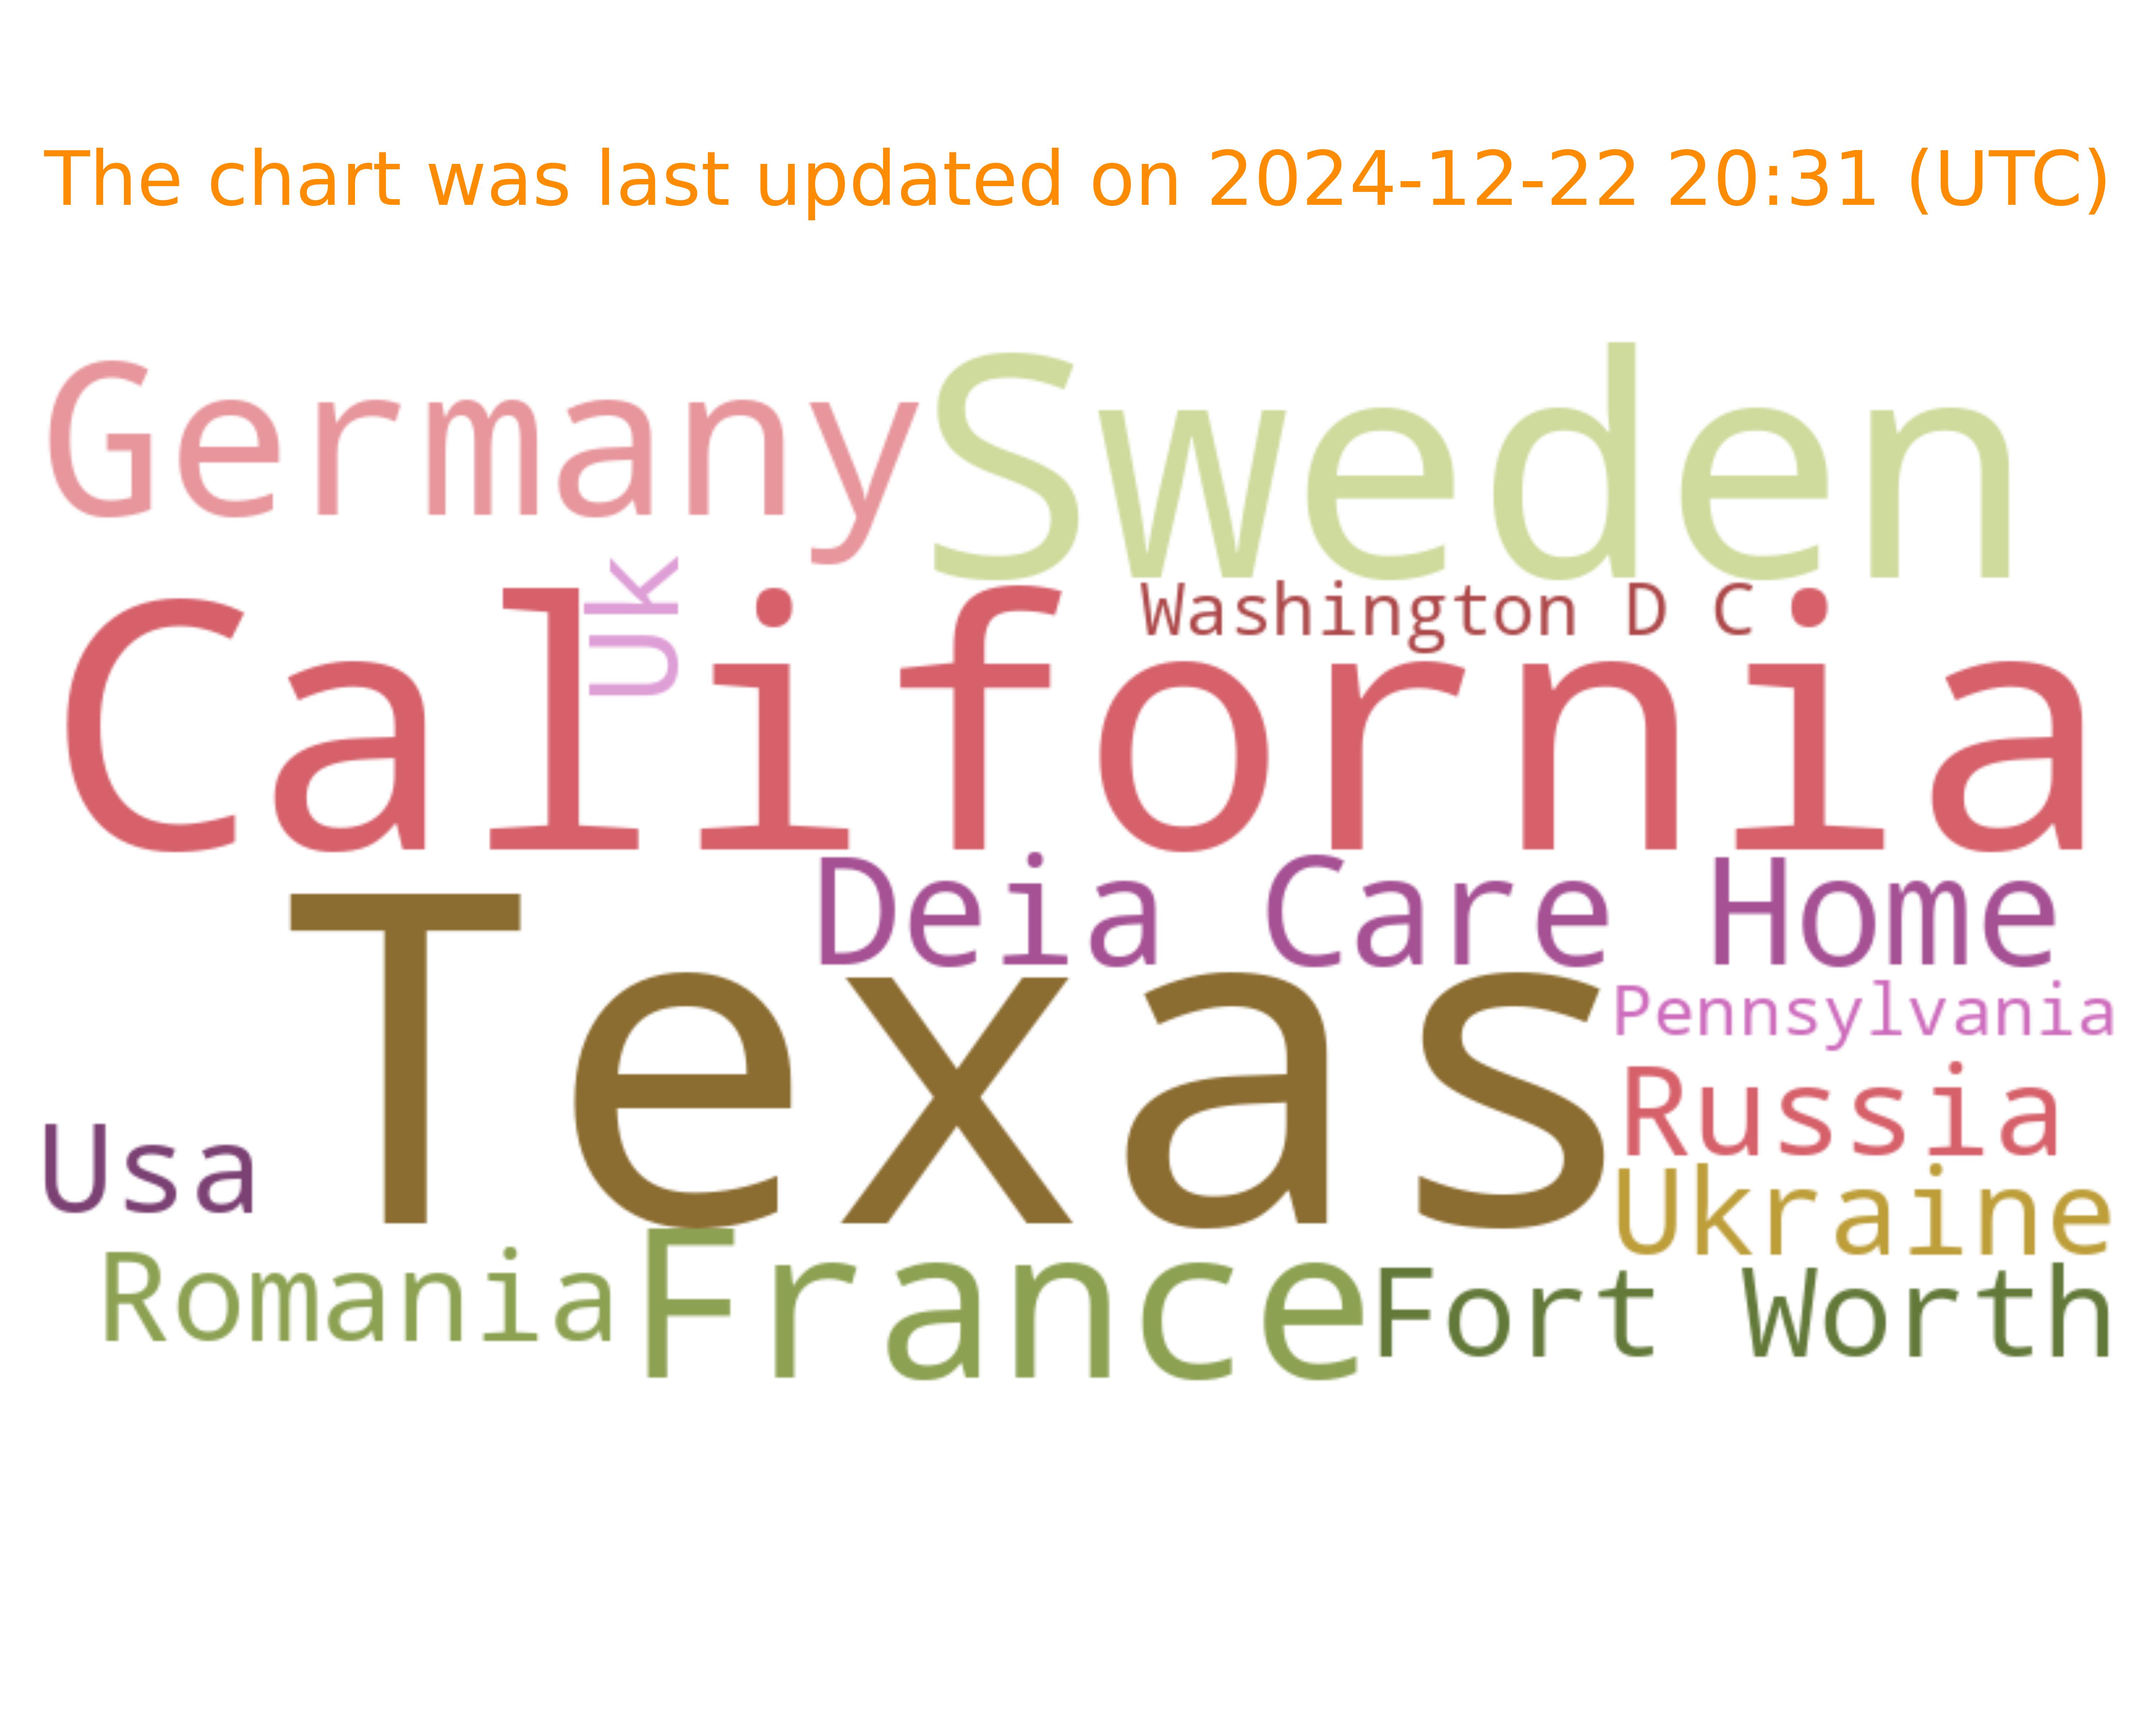 The chart was last updated on 2024-12-22 20:31 (UTC)
Germany
Sweden
Uk
Washington D C
California
Deia Care Home
Texas
Pennsylvania
Russia
Usa
Ukraine
Romania
France
Fort Worth